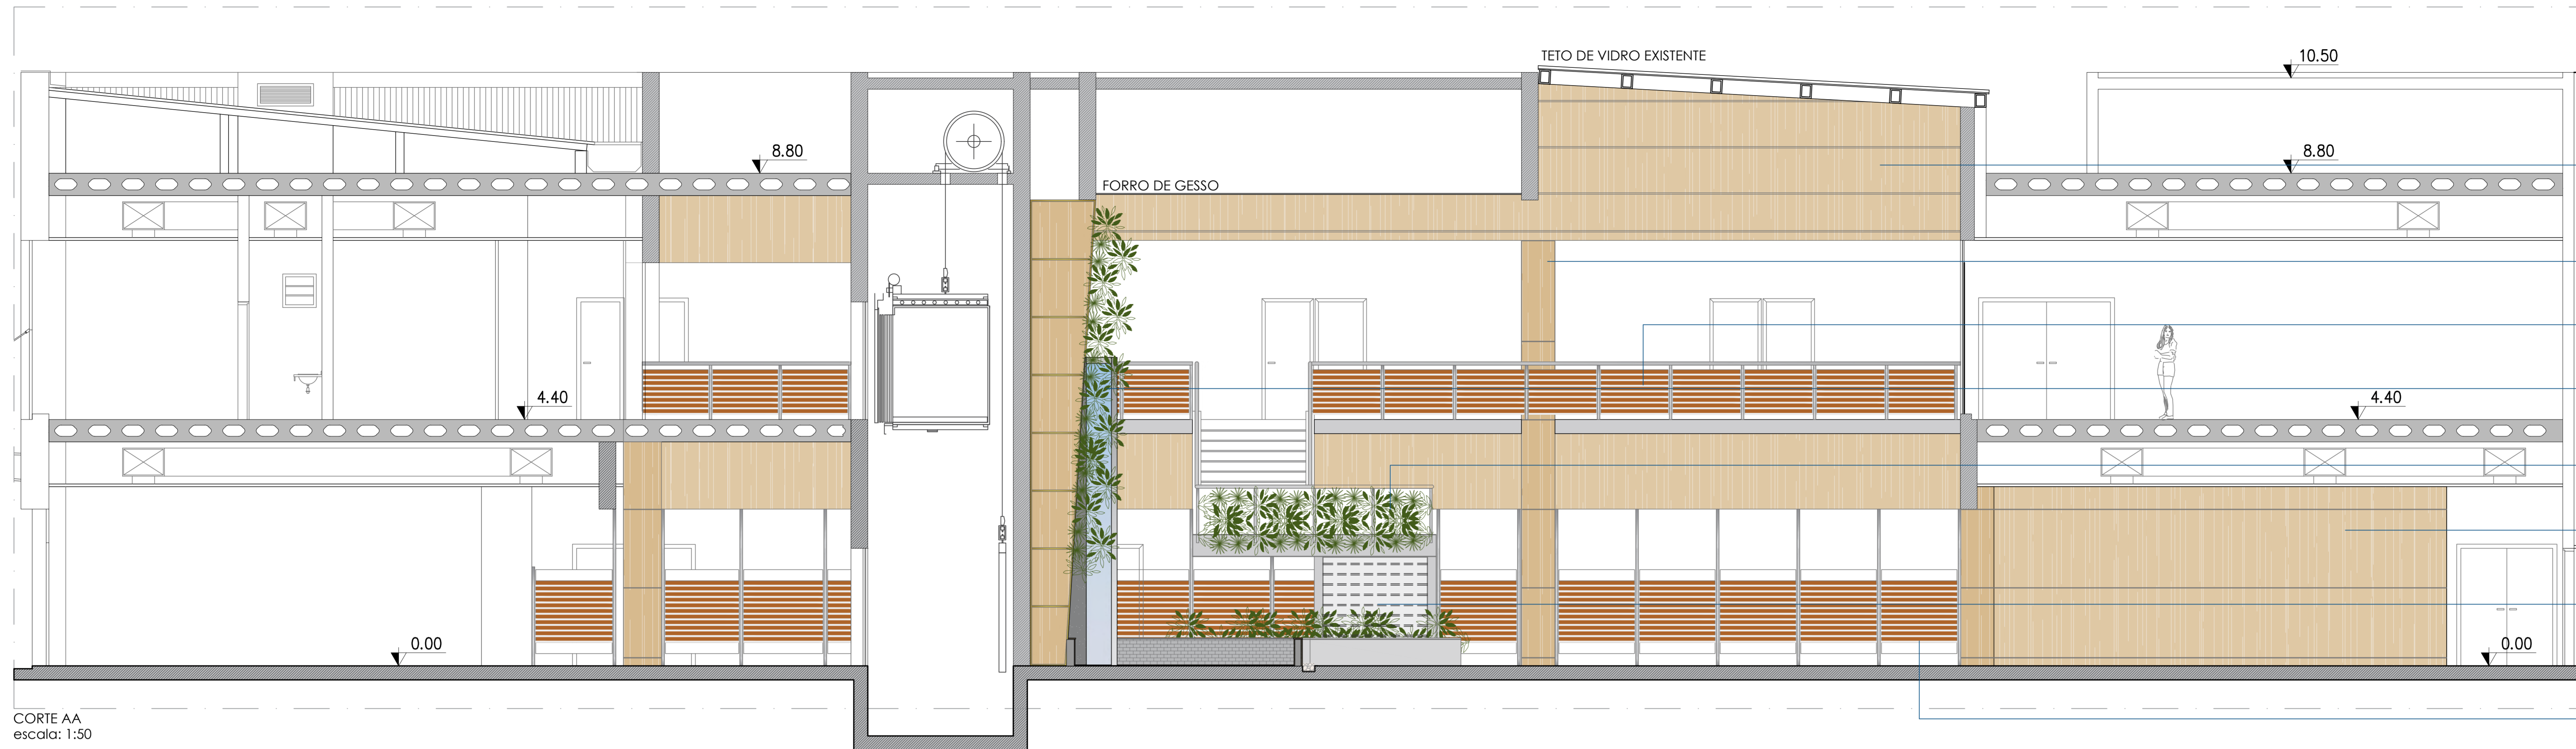 TETO DE VIDRO EXISTENTE
10.50
8.80
8.80
FORRO DE GESSO
4.40
4.40
0.00
0.00
CORTE AA
escala: 1:50